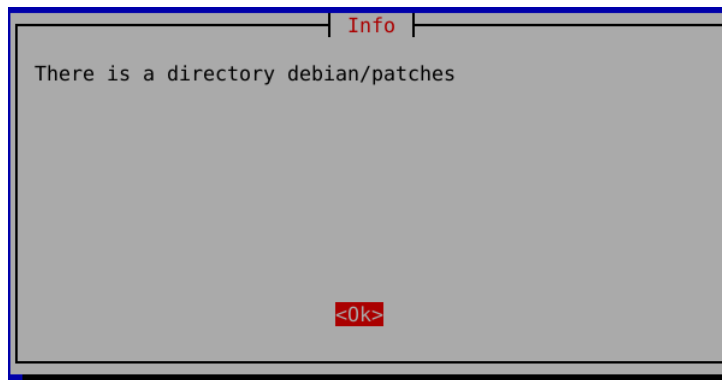 Info
There is a directory debian/patches
<Ok>